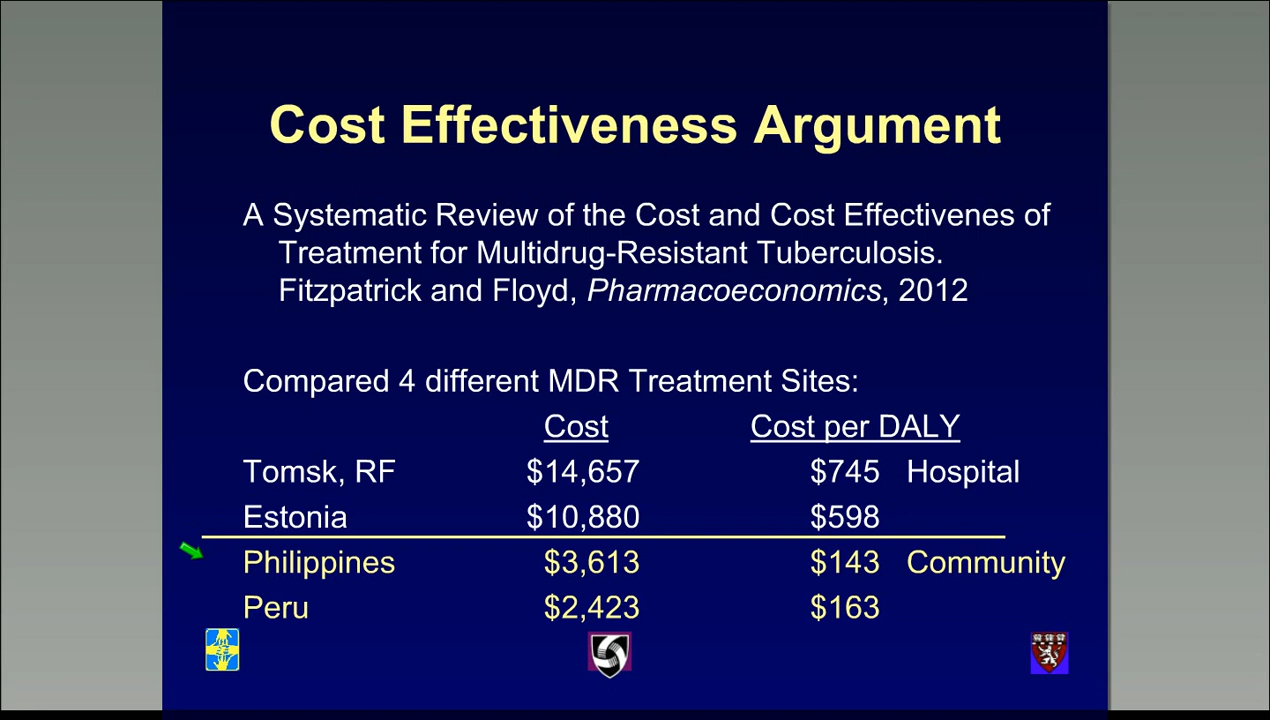 Cost Effectiveness Argument
A Systematic Review of the Cost and Cost Effectivenes of
Treatment for Multidrug-Resistant Tuberculosis.
Fitzpatrick and Floyd, Pharmacoeconomics, 2012
Compared 4 different MDR Treatment Sites:
Cost Cost per DALY
Tomsk, RF $14,657 $745 Hospital
Estonia $10,880 $598
Philippines $3,613 $143 Community
Peru $2,423 $163